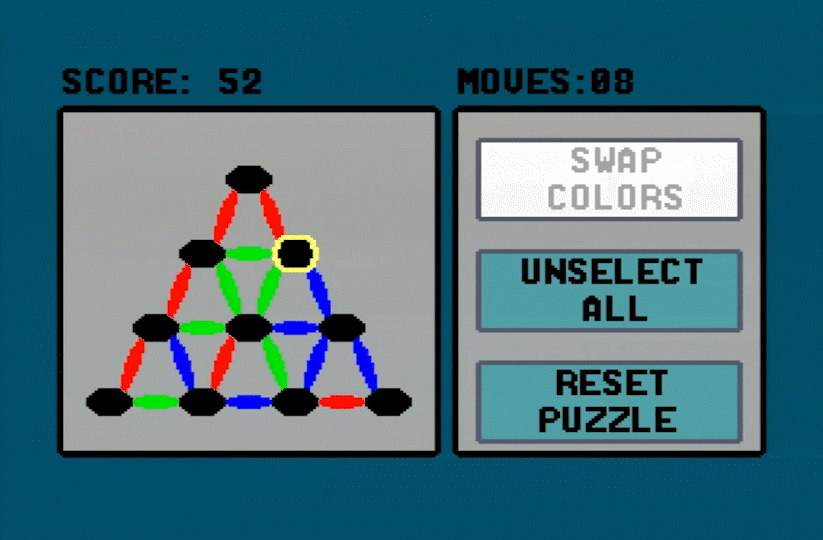 SCORE: 52
MOVES:08
SWAP
COLORS
UNSELECT
ALL
RESET
PUZZLE